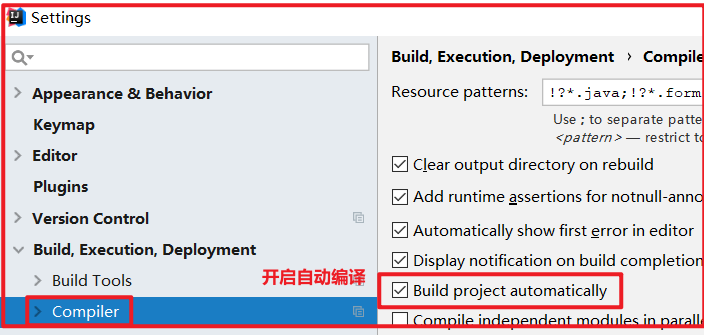 Settings
Appearance & Behavior
Keymap
Editor
Plugins
Version Control
Build, Execution, Deployment
Build Tools
开启自动编译
Compiler
Build, Execution, Deployment › Compile
Resource patterns: !?*.java;!?*.form
Use ; to separate patte
<pattern> — restrict to
Clear output directory on rebuild
Add runtime assertions for notnull-anno
Automatically show first error in editor
Display notification on build completion
Build project automatically
Compile independent modules in paralle